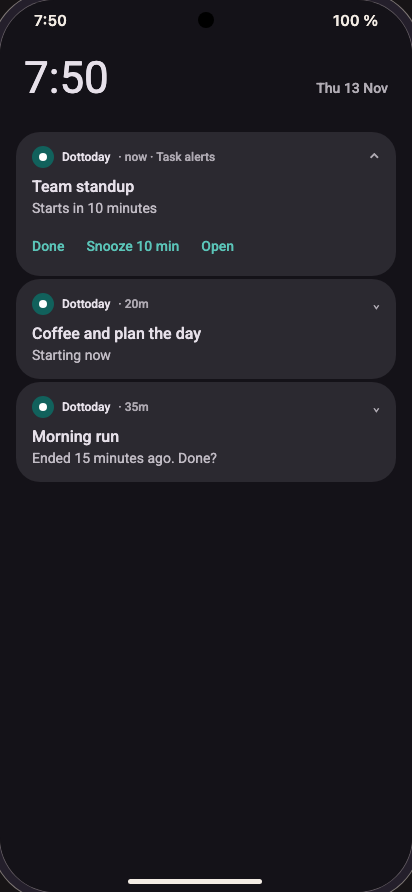 7:50
100 %
7:50
Thu 13 Nov
Dottoday · now · Task alerts
Team standup
Starts in 10 minutes
Done Snooze 10 min Open
Dottoday · 20m
Coffee and plan the day
Starting now
Dottoday · 35m
Morning run
Ended 15 minutes ago. Done?